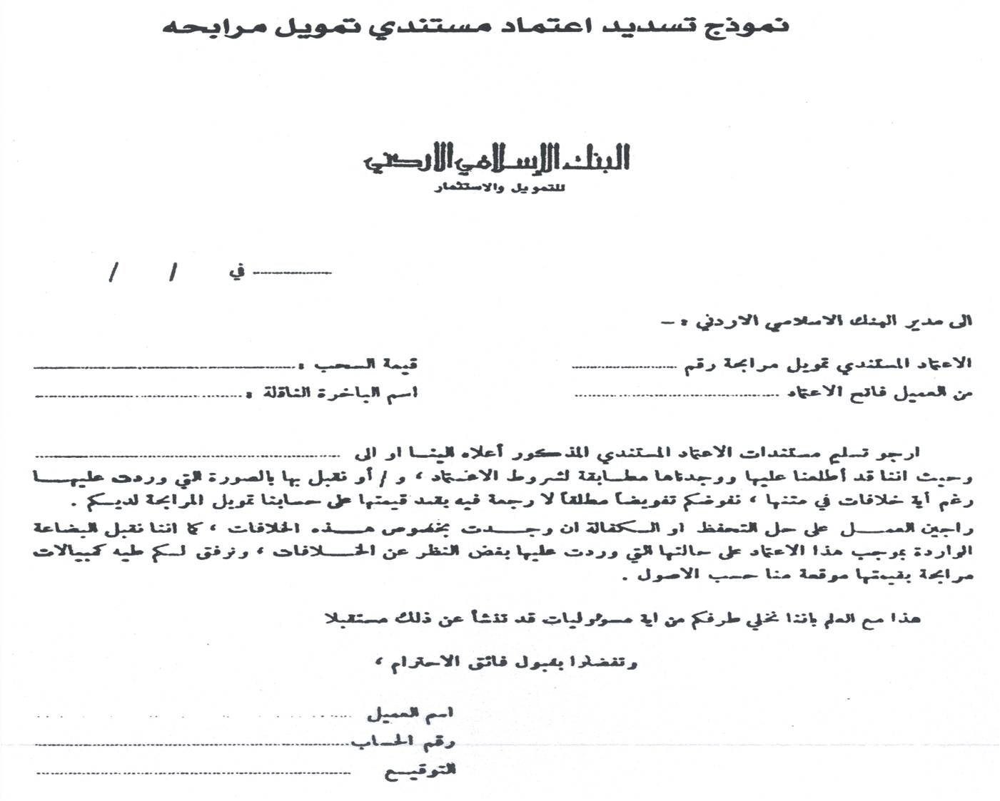 نموذج تسديد اعتماد مستندي تمويل مرابحه
البنك الإسلامي الاردني
للتمويل والاستثمار
------------ في / /
الى مدير البنك الاسلامي الاردني : -
الاعتماد المستندي تمويل مرابحة رقم ............ قيمة السحب : ............
من العميل فاتح الاعتماد ............ اسم الباخرة الناقلة : ............
ارجو تسليم مستندات الاعتماد المستندي المذكور أعلاه الينا او الى ............
وحيث اننا قد أطلعنا عليها ووجدناها مطابقة لشروط الاعتماد ، و / أو نقبل بها بالصورة التي وردت عليها
رغم أية خلافات في متنها ، نفوضكم تفويضاً مطلقاً لا رجعة فيه بقيد قيمتها على حسابنا تمويل المرابحة لديكم .
راجين العمل على حل التحفظ او الكفالة ان وجدت بخصوص هذه الخلافات ، كما اننا نقبل البضاعة
الواردة بموجب هذا الاعتماد على حالتها التي وردت عليها بغض النظر عن الخلافات ، ونرفق لكم طيه كمبيالات
مرابحة بقيمتها موقعة منا حسب الاصول .
هذا مع العلم باننا نخلي طرفكم من اية مسؤوليات قد تنشأ عن ذلك مستقبلا
وتفضلوا بقبول فائق الاحترام ،
اسم العميل ............
رقم الحساب ............
التوقيع ............